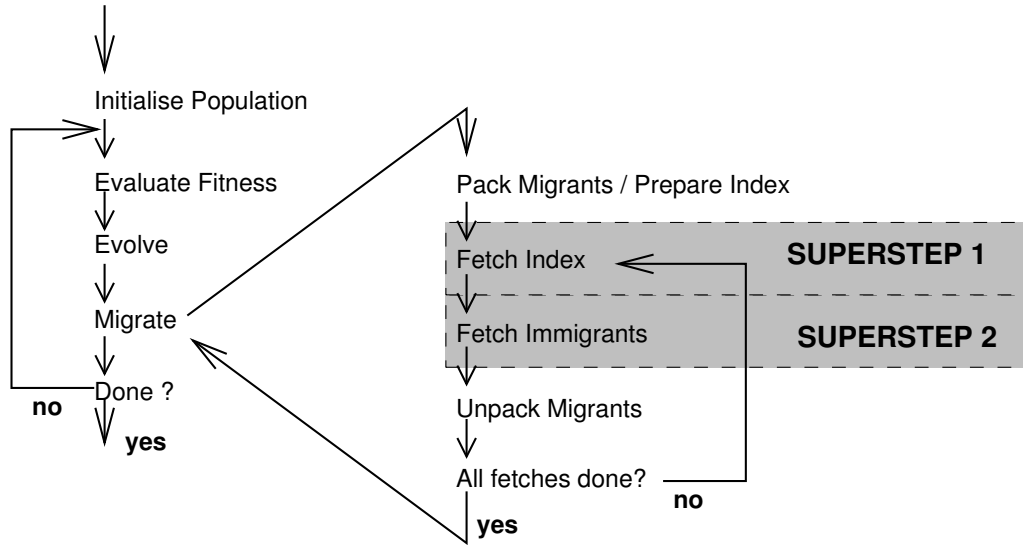 Initialise Population
Evaluate Fitness
Evolve
Migrate
Done ?
no
yes
Pack Migrants / Prepare Index
Fetch Index
SUPERSTEP 1
Fetch Immigrants
SUPERSTEP 2
Unpack Migrants
All fetches done?
no
yes